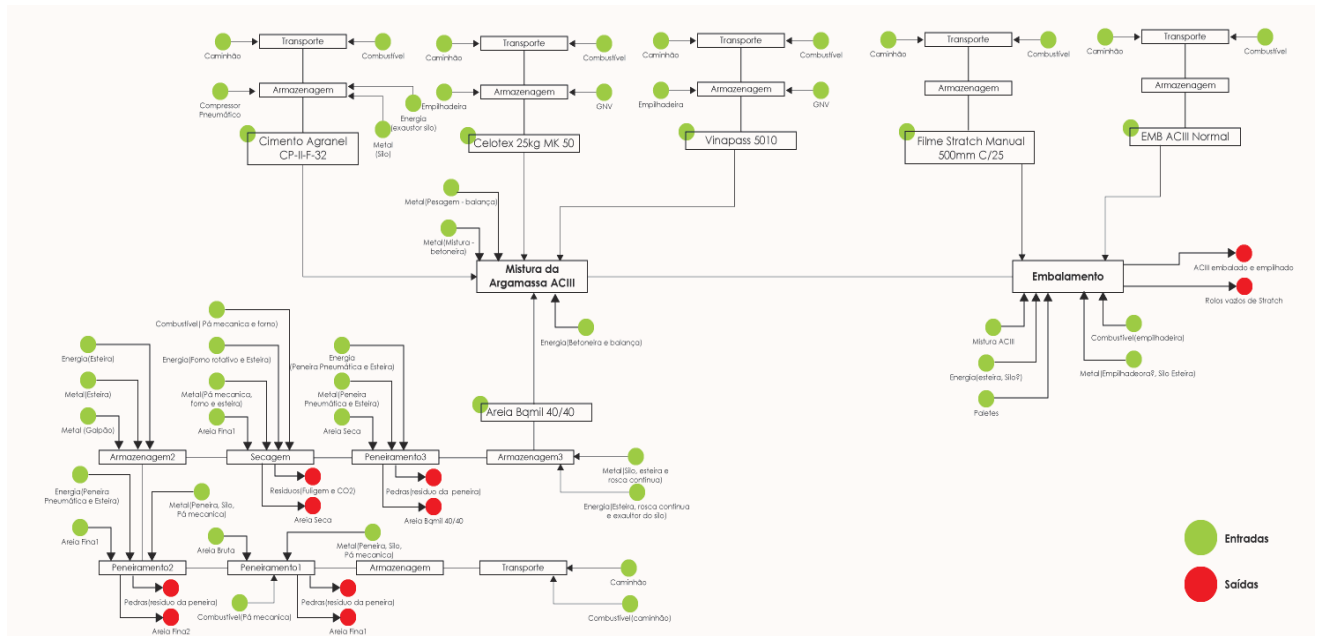 Transporte
Caminhão
Combustível
Armazenagem
Compressor
Pneumático
Energia
(exaustor silo)
Metal
(Silo)
Cimento Agranel
CP-II-F-32
Transporte
Caminhão
Combustível
Armazenagem
Empilhadeira
GNV
Celotex 25kg MK 50
Transporte
Caminhão
Combustível
Armazenagem
Empilhadeira
GNV
Vinapass 5010
Transporte
Caminhão
Combustível
Armazenagem
Filme Stratch Manual
500mm C/25
Transporte
Caminhão
Combustível
Armazenagem
EMB ACIII Normal
Metal(Pesagem - balança)
Metal(Mistura -
betoneira)
Mistura da
Argamassa ACIII
Energia(Betoneira e balança)
Embalamento
ACIII embalado e empilhado
Rolos vazios de Stratch
Mistura ACIII
Energia(esteira, Silo?)
Paletes
Combustível(empilhadeira)
Metal(Empilhadeora?, Silo Esteira)
Combustível( Pá mecanica e forno)
Energia(Esteira)
Energia(Forno rotativo e Esteira)
Energia
(Peneira Pneumática e Esteira)
Metal(Esteira)
Metal(Pá mecanica,
forno e esteira)
Metal(Peneira
Pneumática e Esteira)
Metal (Galpão)
Areia Fina1
Areia Seca
Areia Bqmil 40/40
Armazenagem2
Secagem
Peneiramento3
Armazenagem3
Residuos(Fuligem e CO2)
Areia Seca
Pedras(residuo da peneira)
Areia Bqmil 40/40
Metal(Silo, esteira e
rosca continua)
Energia(Esteira, rosca continua
e exaultor do silo)
Energia(Peneira
Pneumática e Esteira)
Metal(Peneira, Silo,
Pá mecanica)
Areia Fina1
Areia Bruta
Metal(Peneira, Silo,
Pá mecanica)
Peneiramento2
Peneiramento1
Armazenagem
Transporte
Caminhão
Combustível(caminhão)
Pedras(residuo da peneira)
Areia Fina2
Combustível(Pá mecanica)
Pedras(residuo da peneira)
Areia Fina1
Entradas
Saídas